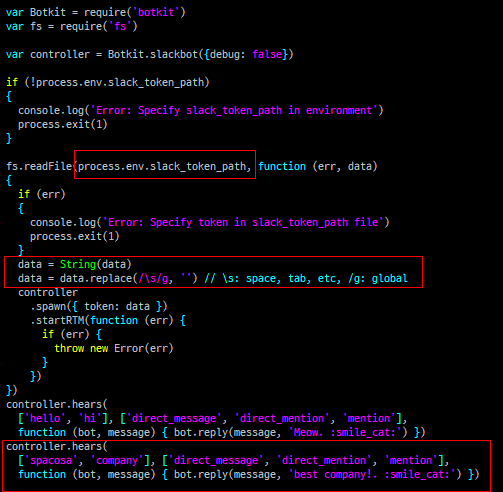 var Botkit = require('botkit')
var fs = require('fs')
var controller = Botkit.slackbot({debug: false})
if (!process.env.slack_token_path)
{
console.log('Error: Specify slack_token_path in environment')
process.exit(1)
}
fs.readFile(process.env.slack_token_path, function (err, data)
{
if (err)
{
console.log('Error: Specify token in slack_token_path file')
process.exit(1)
}
data = String(data)
data = data.replace(/\s/g, '') // \s: space, tab, etc, /g: global
controller
.spawn({ token: data })
.startRTM(function (err) {
if (err) {
throw new Error(err)
}
})
})
controller.hears(
['hello', 'hi'], ['direct_message', 'direct_mention', 'mention'],
function (bot, message) { bot.reply(message, 'Meow. :smile_cat:') })
controller.hears(
['spacosa', 'company'], ['direct_message', 'direct_mention', 'mention'],
function (bot, message) { bot.reply(message, 'best company!. :smile_cat:') })